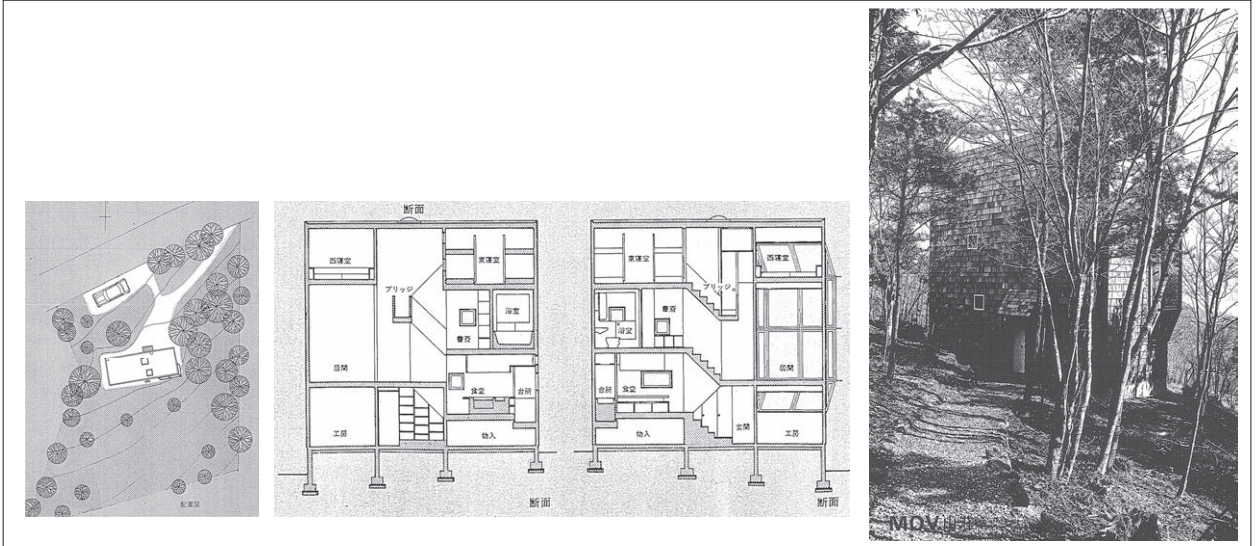 配置図
断面
西寝室
ブリッジ
東寝室
書斎
浴室
居間
食堂
台所
工房
物入
断面
東寝室
ブリッジ
西寝室
浴室
書斎
居間
台所
食堂
物入
玄関
工房
断面
MOV